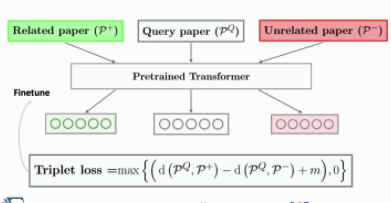 Related paper (𝒫⁺) Query paper (𝒫^Q) Unrelated paper (𝒫⁻)
Pretrained Transformer
Finetune
Triplet loss =max{(d(𝒫^Q, 𝒫⁺) − d(𝒫^Q, 𝒫⁻) + m), 0}